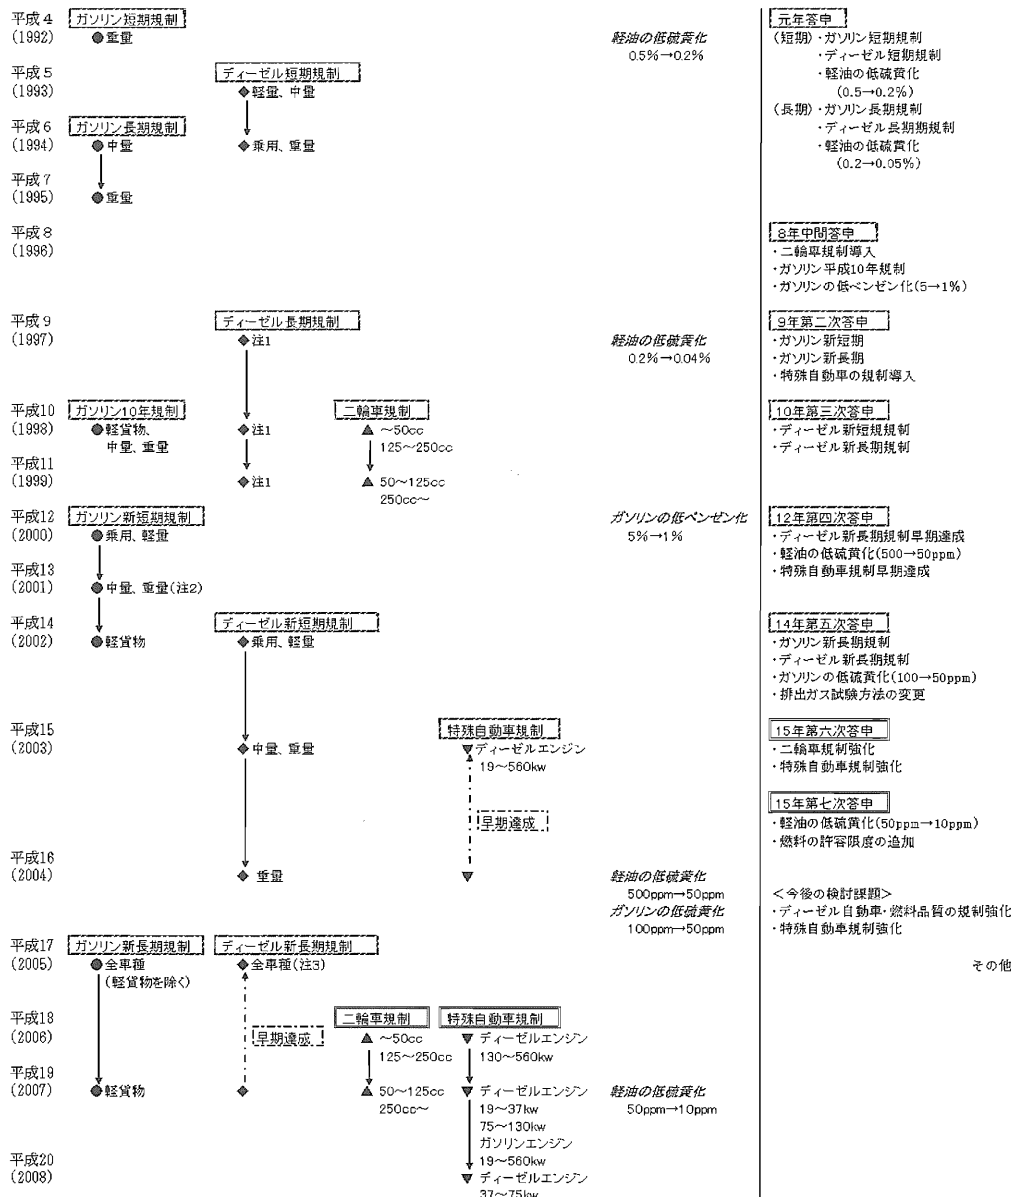 平成4 ガソリン短期規制 元年答申
(1992) ●重量 軽油の低硫黄化 (短期)・ガソリン短期規制
0.5%→0.2% ・ディーゼル短期規制
平成5 ディーゼル短期規制 ・軽油の低硫黄化
(1993) ◆軽量、中量 (0.5→0.2%)
(長期)・ガソリン長期規制
平成6 ガソリン長期規制 ・ディーゼル長期期規制
(1994) ●中量 ◆乗用、重量 ・軽油の低硫黄化
(0.2→0.05%)
平成7
(1995) ●重量
平成8 8年中間答申
(1996) ・二輪車規制導入
・ガソリン平成10年規制
・ガソリンの低ベンゼン化(5→1%)
平成9 ディーゼル長期規制 9年第二次答申
(1997) ◆注1 軽油の低硫黄化 ・ガソリン新短期
0.2%→0.04% ・ガソリン新長期
・特殊自動車の規制導入
平成10 ガソリン10年規制 二輪車規制 10年第三次答申
(1998) ●軽貨物、 ◆注1 ▲ ～50cc ・ディーゼル新短規規制
中量、重量 125～250cc ・ディーゼル新長期規制
平成11
(1999) ◆注1 ▲ 50～125cc
250cc～
平成12 ガソリン新短期規制 ガソリンの低ベンゼン化 12年第四次答申
(2000) ●乗用、軽量 5%→1% ・ディーゼル新長期規制早期達成
・軽油の低硫黄化(500→50ppm)
平成13 ・特殊自動車規制早期達成
(2001) ●中量、重量(注2)
平成14 ディーゼル新短期規制 14年第五次答申
(2002) ●軽貨物 ◆乗用、軽量 ・ガソリン新長期規制
・ディーゼル新長期規制
・ガソリンの低硫黄化(100→50ppm)
・排出ガス試験方法の変更
平成15 特殊自動車規制 15年第六次答申
(2003) ◆中量、重量 ▼ディーゼルエンジン ・二輪車規制強化
19～560kw ・特殊自動車規制強化
15年第七次答申
早期達成 ・軽油の低硫黄化(50ppm→10ppm)
・燃料の許容限度の追加
平成16
(2004) ◆ 重量 ▼ 軽油の低硫黄化
500ppm→50ppm <今後の検討課題>
ガソリンの低硫黄化 ・ディーゼル自動車・燃料品質の規制強化
100ppm→50ppm ・特殊自動車規制強化
平成17 ガソリン新長期規制 ディーゼル新長期規制
(2005) ●全車種 ◆全車種(注3) その他
(軽貨物を除く)
平成18 二輪車規制 特殊自動車規制
(2006) 早期達成 ▲ ～50cc ▼ ディーゼルエンジン
125～250cc 130～560kw
平成19
(2007) ●軽貨物 ◆ ▲ 50～125cc ▼ ディーゼルエンジン 軽油の低硫黄化
250cc～ 19～37kw 50ppm→10ppm
75～130kw
ガソリンエンジン
平成20 19～560kw
(2008) ▼ ディーゼルエンジン
37～75kw